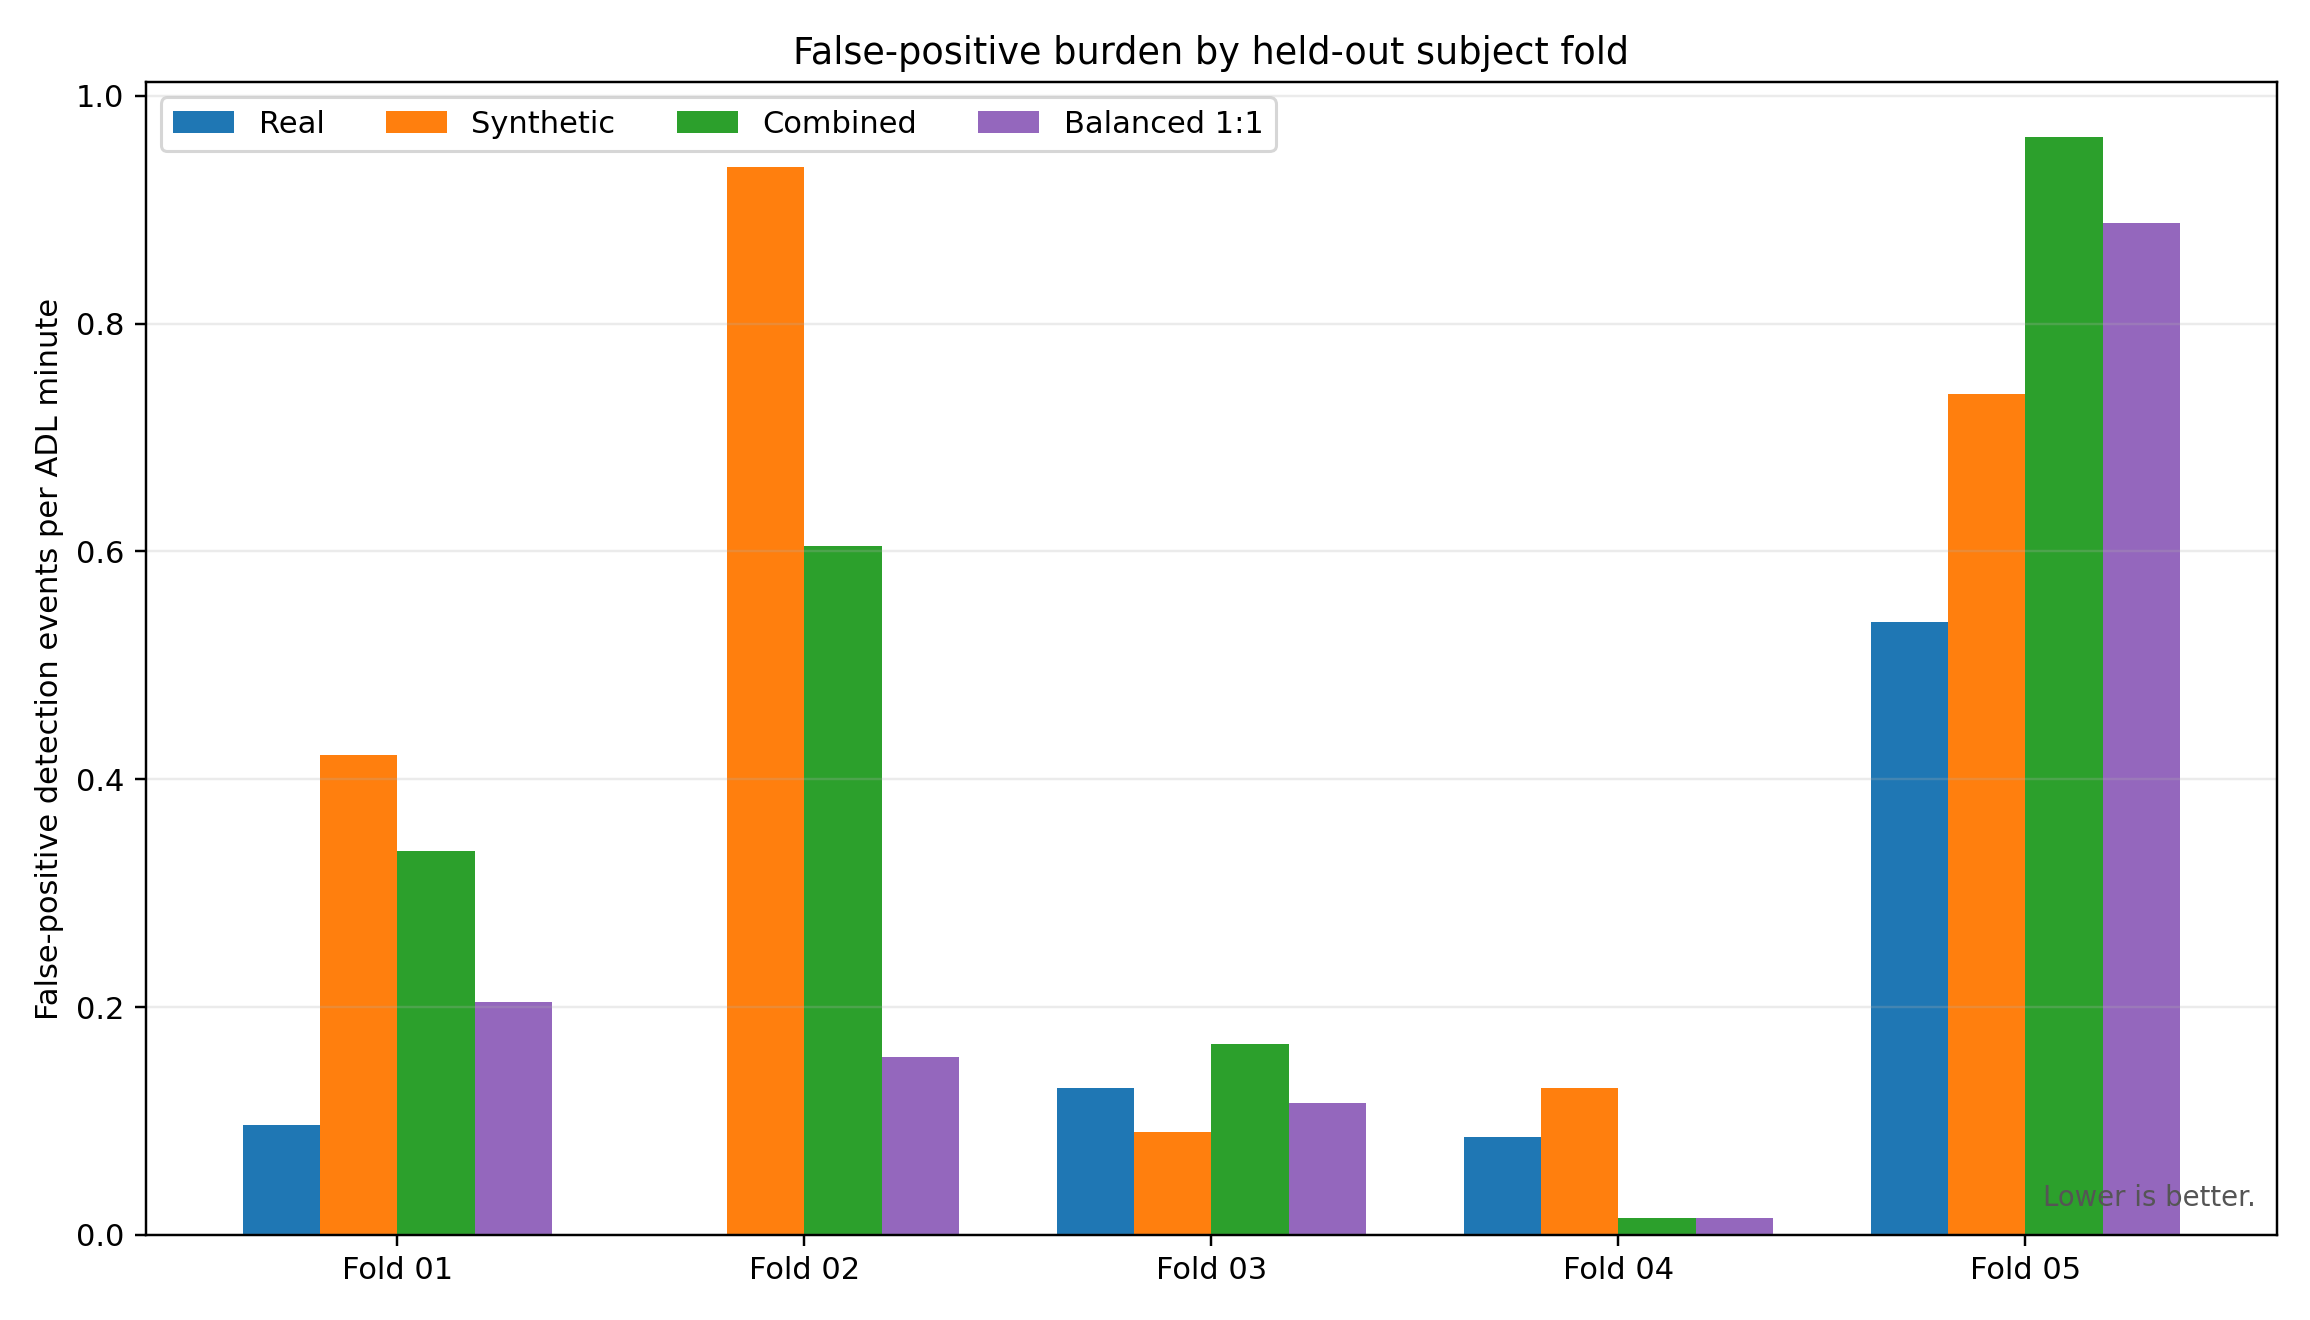 False-positive burden by held-out subject fold
Real Synthetic Combined Balanced 1:1
False-positive detection events per ADL minute
1.0
0.8
0.6
0.4
0.2
0.0
Lower is better.
Fold 01 Fold 02 Fold 03 Fold 04 Fold 05